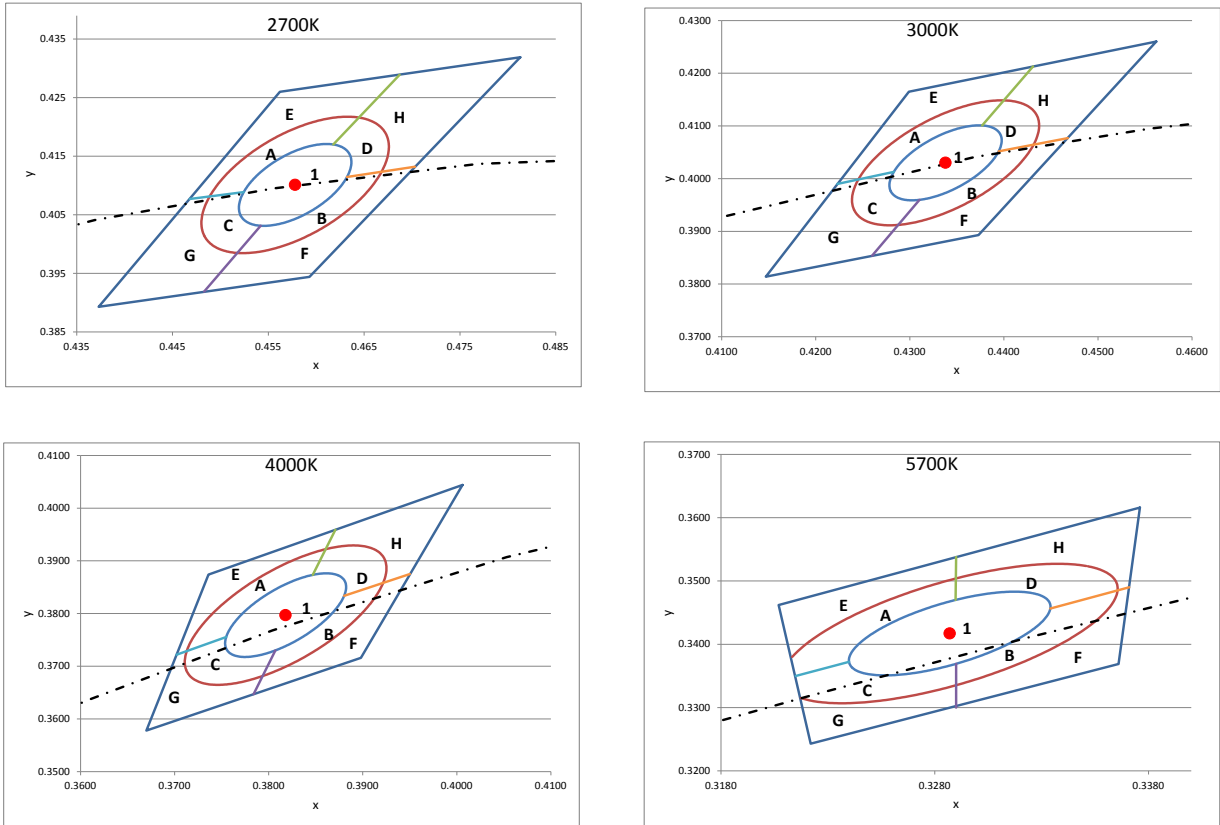 2700K
0.435
0.425
0.415
0.405
0.395
0.385
y
E
H
A
D
1
C
B
G
F
0.435
0.445
0.455
0.465
0.475
0.485
x
3000K
0.4300
0.4200
0.4100
0.4000
0.3900
0.3800
0.3700
y
E
H
A
D
1
B
C
F
G
0.4100
0.4200
0.4300
0.4400
0.4500
0.4600
x
4000K
0.4100
0.4000
0.3900
0.3800
0.3700
0.3600
0.3500
y
H
E
A
D
1
B
F
C
G
0.3600
0.3700
0.3800
0.3900
0.4000
0.4100
x
5700K
0.3700
0.3600
0.3500
0.3400
0.3300
0.3200
y
H
D
E
A
1
B
F
C
G
0.3180
0.3280
0.3380
x